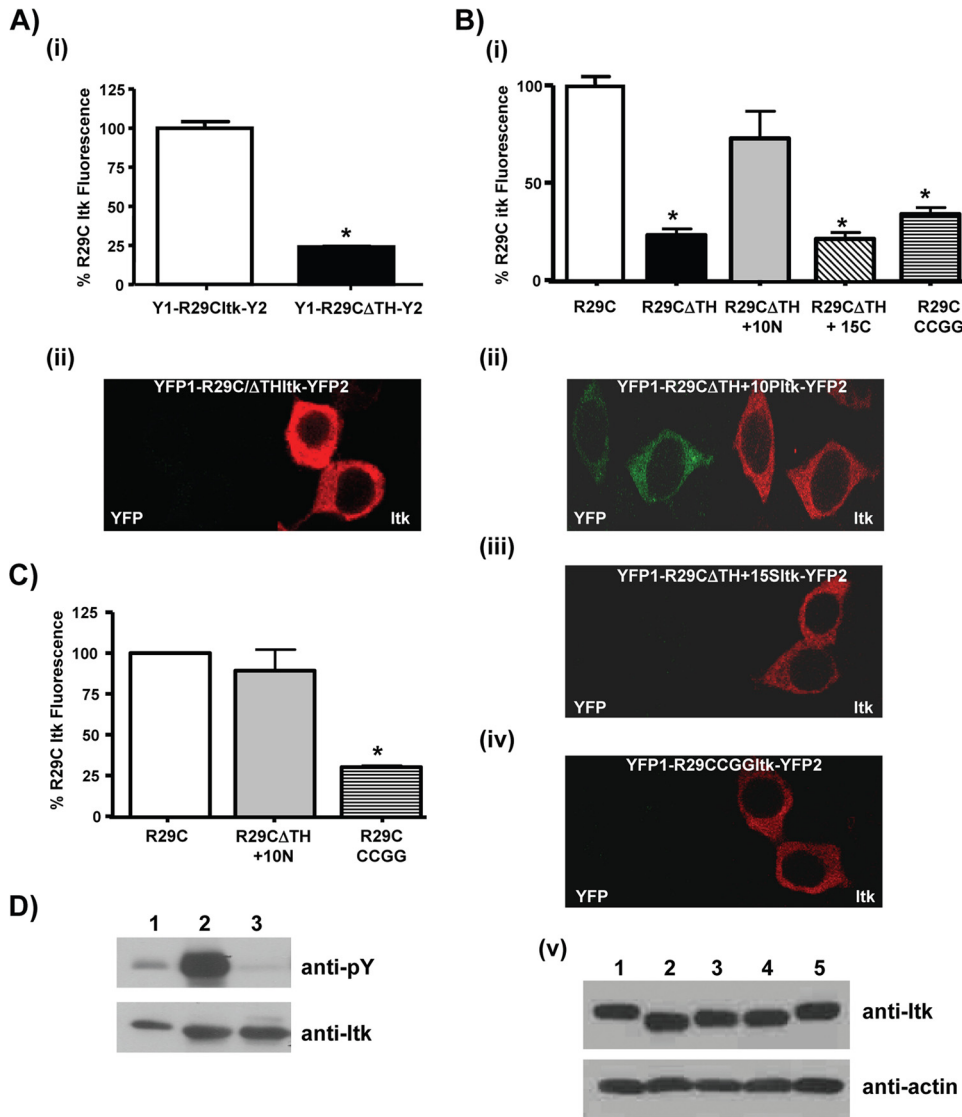 A)
(i)
% R29C Itk Fluorescence
125
100
75
50
25
0
*
Y1-R29CItk-Y2
Y1-R29CΔTH-Y2
(ii)
YFP1-R29C/ΔTHItk-YFP2
YFP
Itk
B)
(i)
% R29C itk Fluorescence
100
50
0
*
*
*
R29C
R29CΔTH
R29CΔTH
+10N
R29CΔTH
+ 15C
R29C
CCGG
(ii)
YFP1-R29CΔTH+10PItk-YFP2
YFP
Itk
(iii)
YFP1-R29CΔTH+15SItk-YFP2
YFP
Itk
(iv)
YFP1-R29CCGGItk-YFP2
YFP
Itk
(v)
1 2 3 4 5
anti-Itk
anti-actin
C)
% R29C Itk Fluorescence
125
100
75
50
25
0
*
R29C
R29CΔTH
+10N
R29C
CCGG
D)
1 2 3
anti-pY
anti-Itk